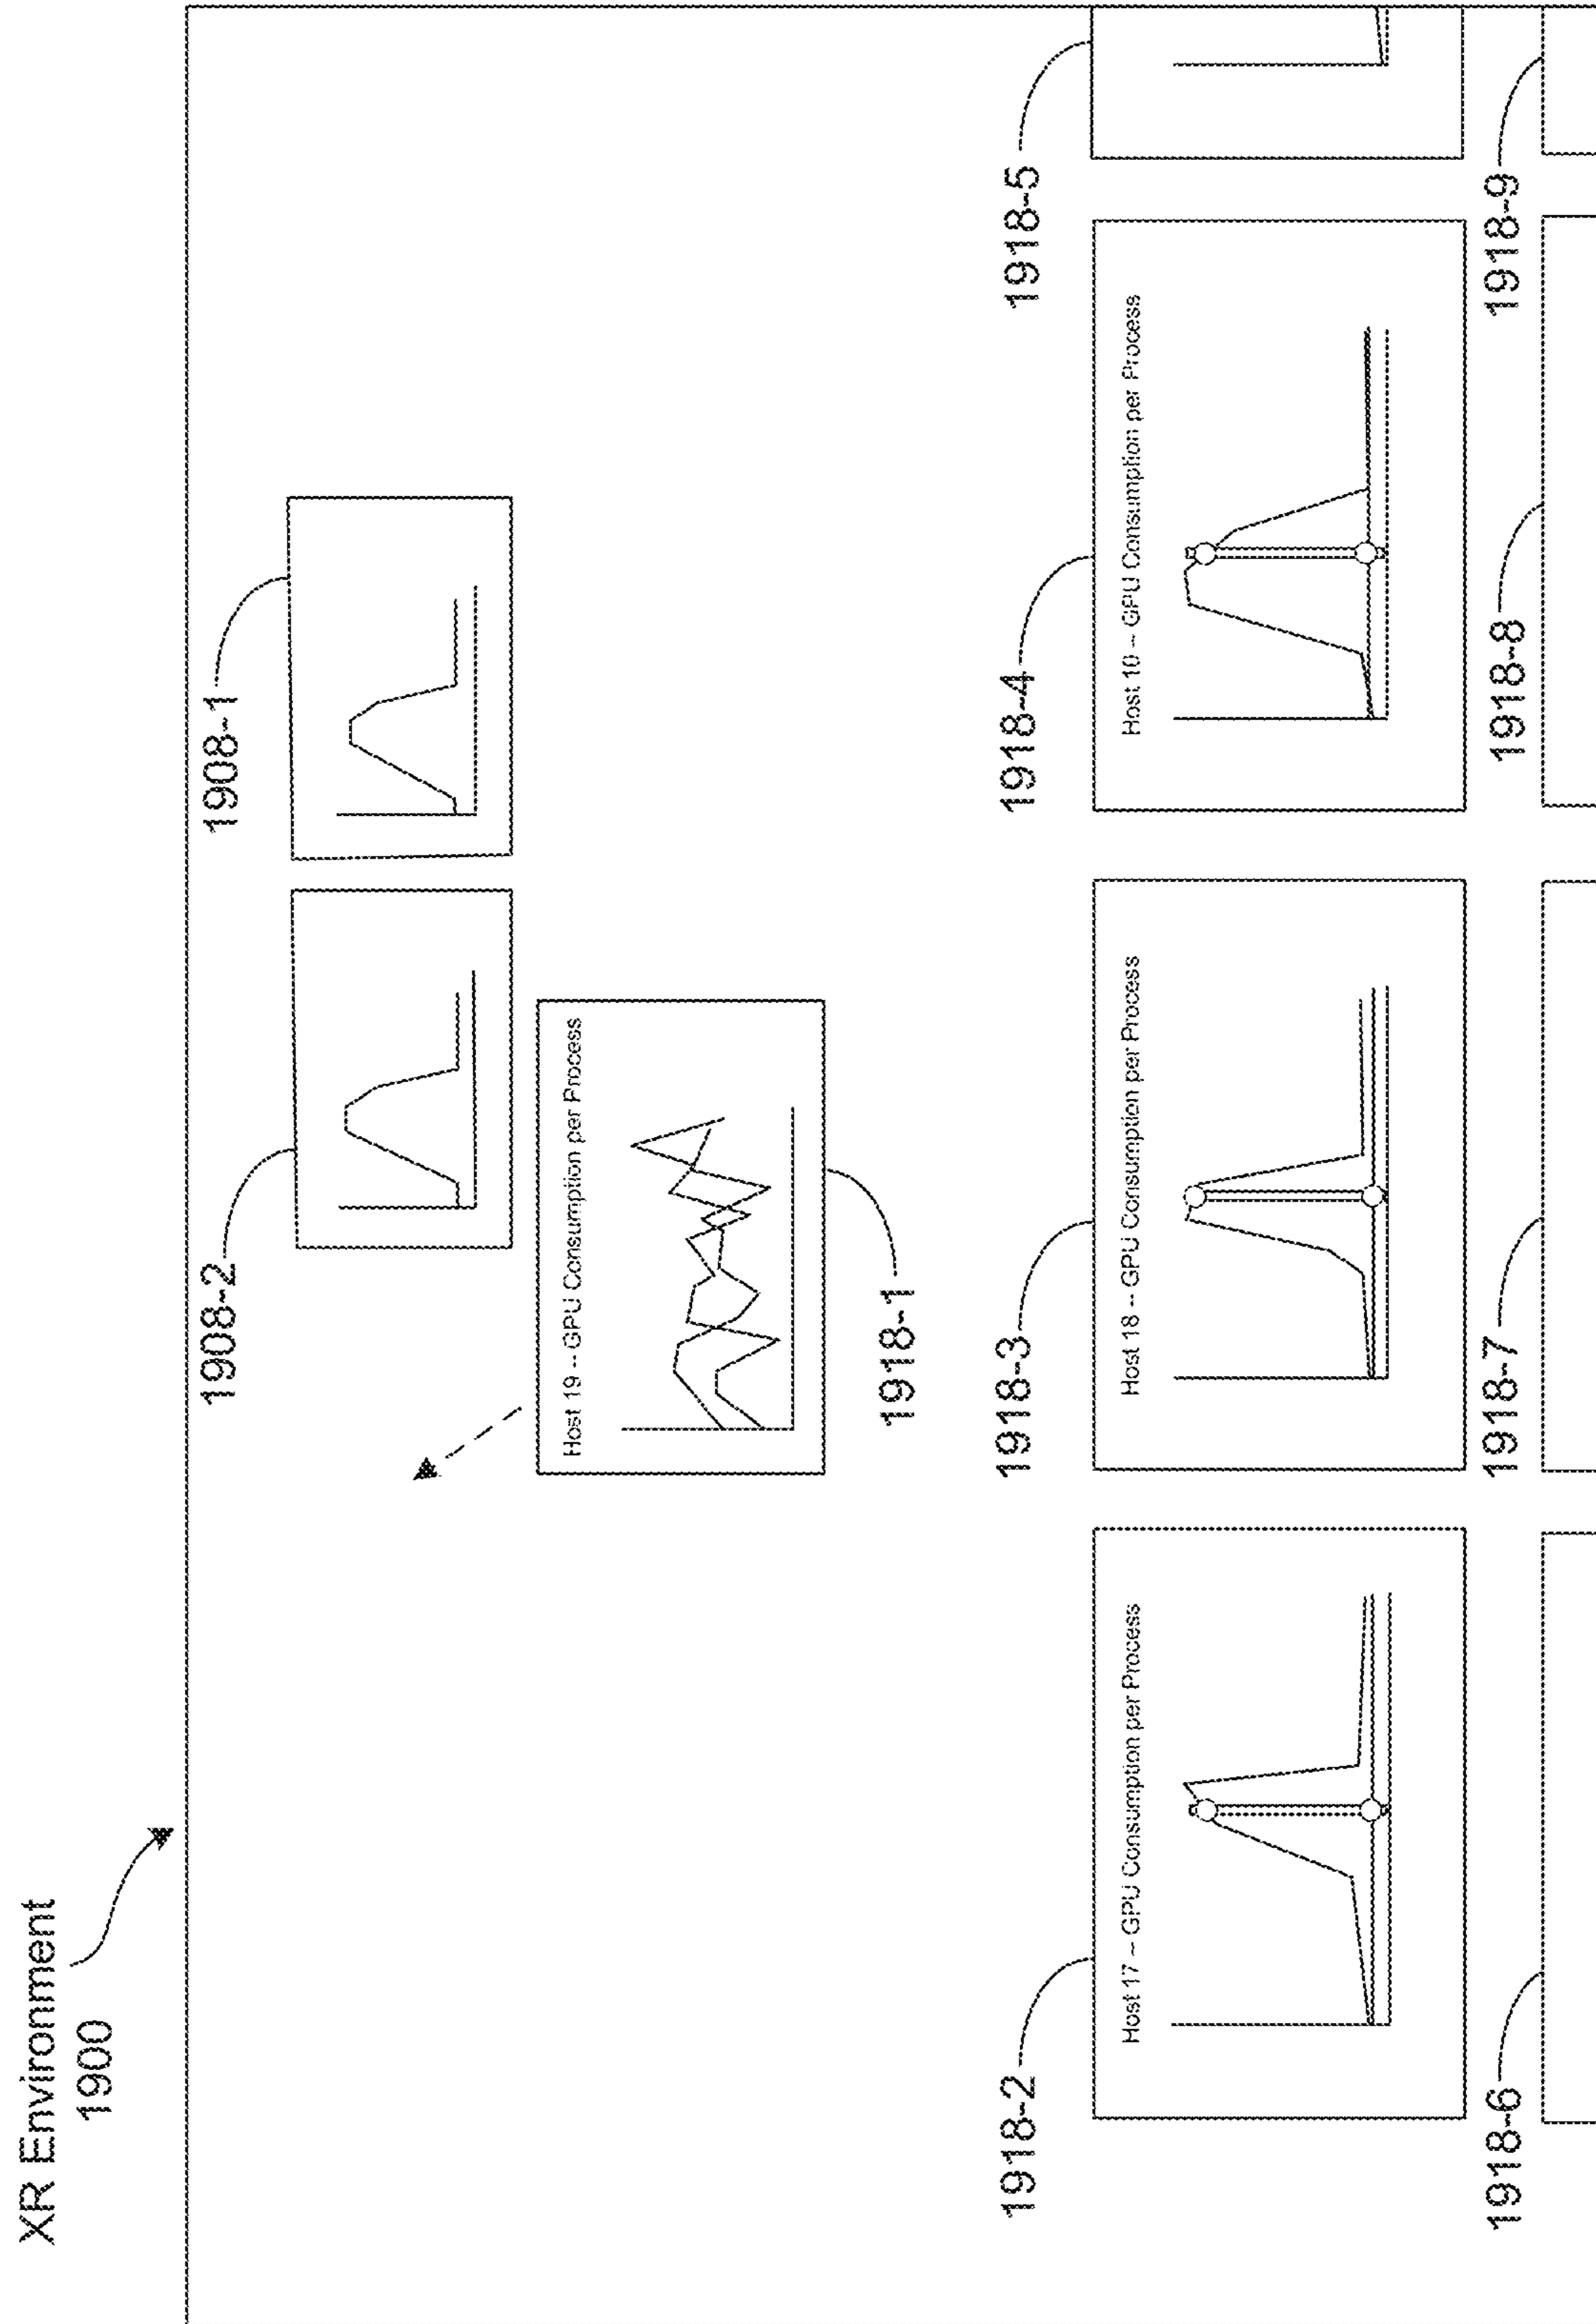 XR Environment
1900
1908-2
1908-1
Host 19 -- GPU Consumption per Process
1918-1
1918-2
1918-3
1918-4
1918-5
Host 17 -- GPU Consumption per Process
Host 18 -- GPU Consumption per Process
Host 10 -- GPU Consumption per Process
1918-6
1918-7
1918-8
1918-9